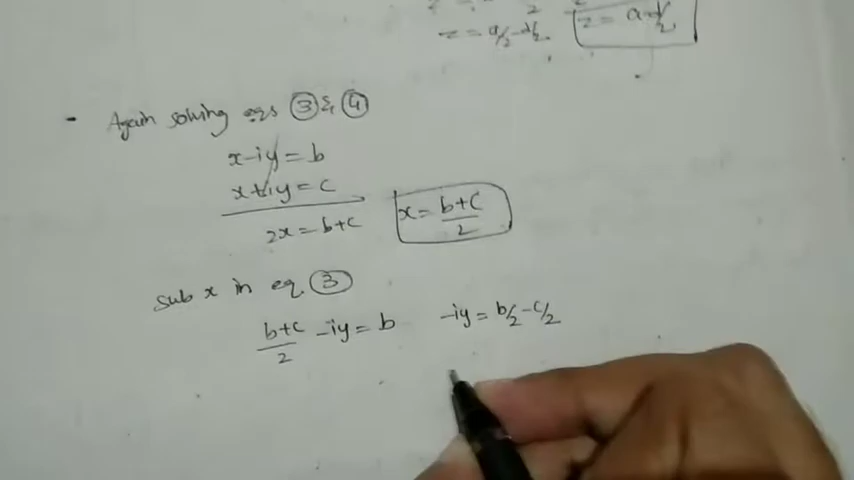 z = a/2 - d/2. z = a-d/2
- Again solving eqs ③ & ④
x-iy = b
x+iy = c
2x = b+c x = b+c/2
sub x in eq. ③
b+c/2 -iy = b -iy = b/2 - c/2